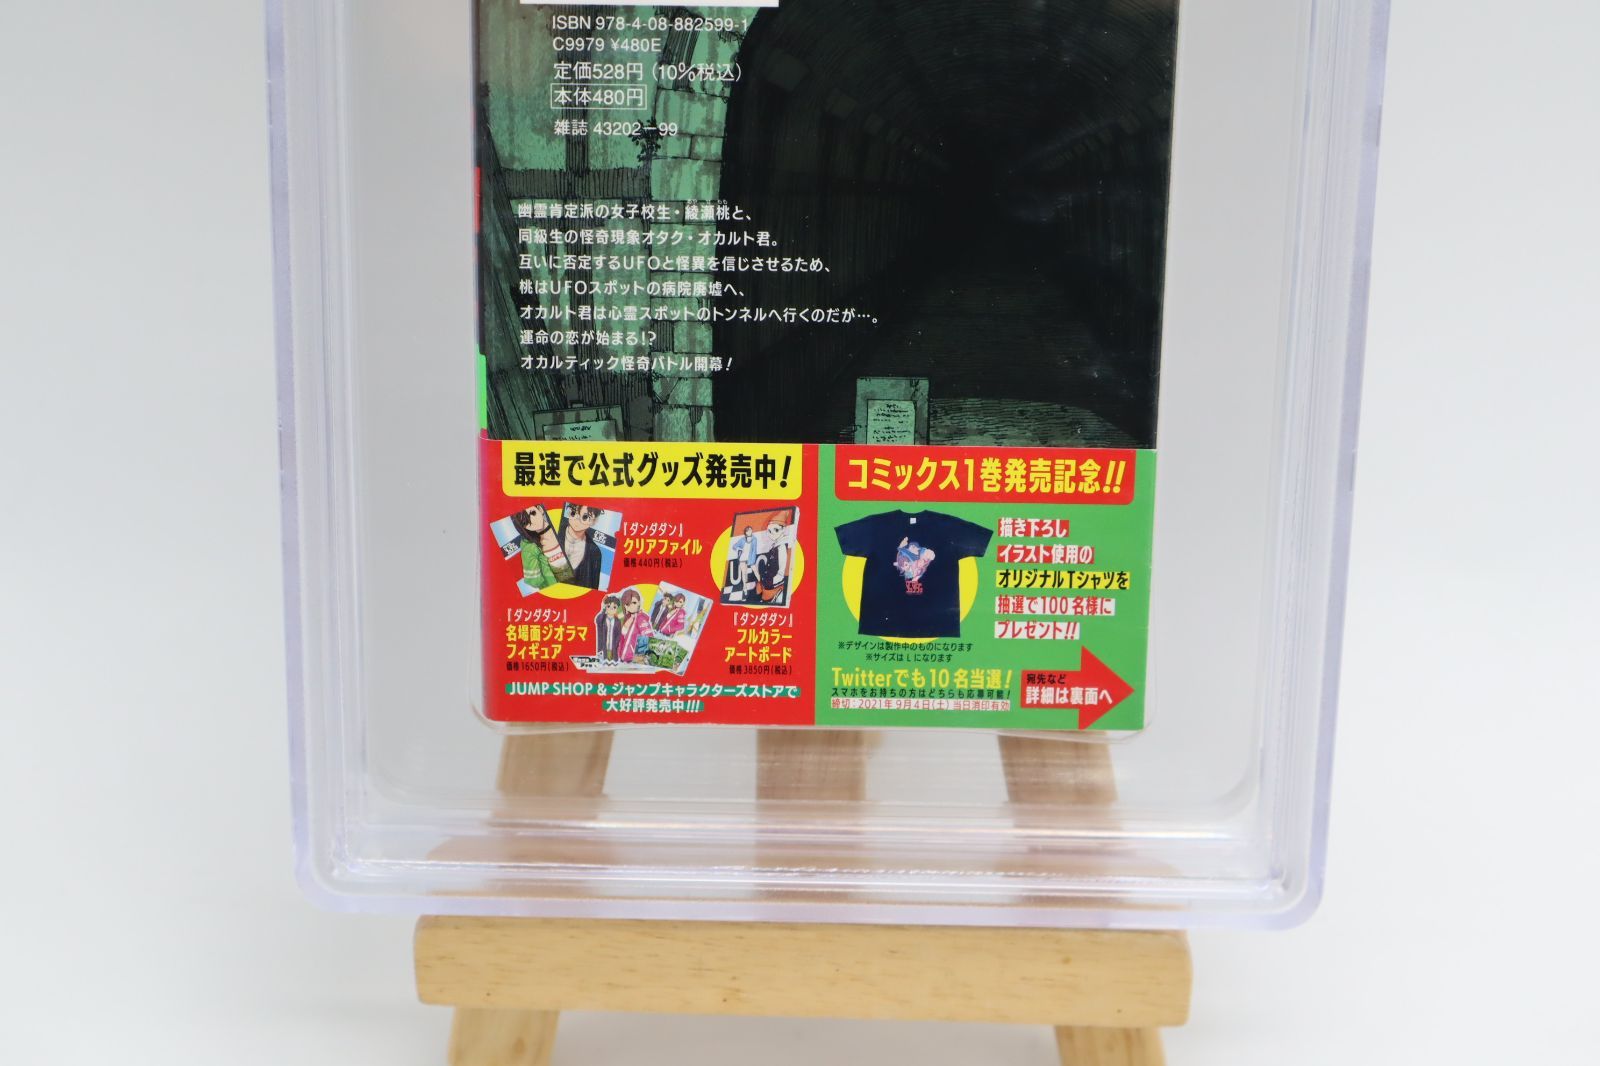 ISBN 978-4-08-882599-1
C9979 ¥480E
定価528円(10%税込)
本体480円
雑誌 43202-99
幽霊肯定派の女子校生・綾瀬桃と、
同級生の怪奇現象オタク・オカルト君。
互いに否定するUFOと怪異を信じさせるため、
桃はUFOスポットの病院廃墟へ、
オカルト君は心霊スポットのトンネルへ行くのだが…。
運命の恋が始まる!?
オカルティック怪奇バトル開幕!
最速で公式グッズ発売中!
『ダンダダン』
クリアファイル
価格440円(税込)
『ダンダダン』
名場面ジオラマ
フィギュア
価格1650円(税込)
『ダンダダン』
フルカラー
アートボード
価格3850円(税込)
JUMP SHOP & ジャンプキャラクターズストアで
大好評発売中!!!
コミックス1巻発売記念!!
描き下ろし
イラスト使用の
オリジナルTシャツを
抽選で100名様に
プレゼント!!
※デザインは製作中のものになります
※サイズはLになります
Twitterでも10名当選!
スマホをお持ちの方はどちらも応募可能!
締切:2021年9月4日(土)当日消印有効
宛先など
詳細は裏面へ